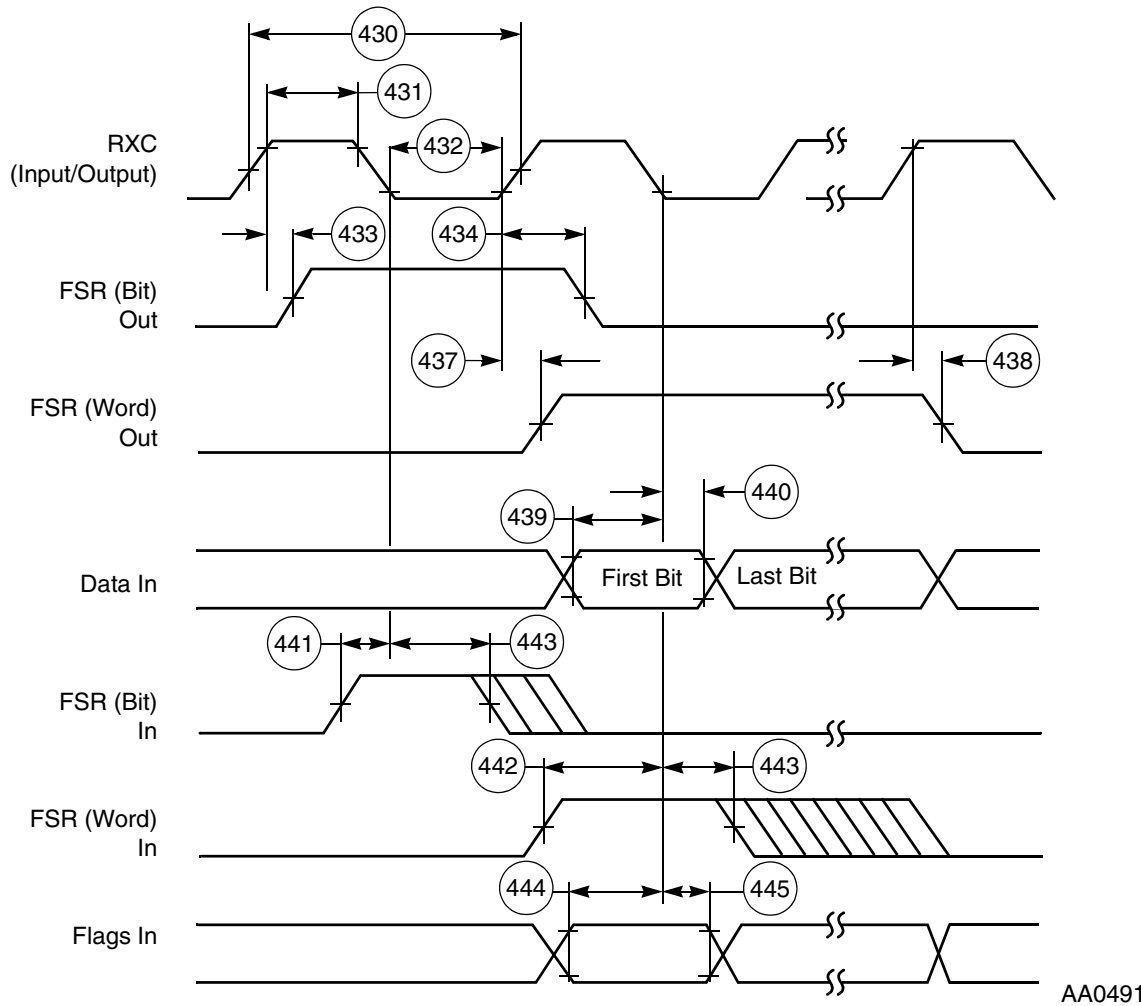 430
431
RXC
(Input/Output)
432
433
434
FSR (Bit)
Out
437
438
FSR (Word)
Out
439
440
Data In
First Bit
Last Bit
441
443
FSR (Bit)
In
442
443
FSR (Word)
In
444
445
Flags In
AA0491